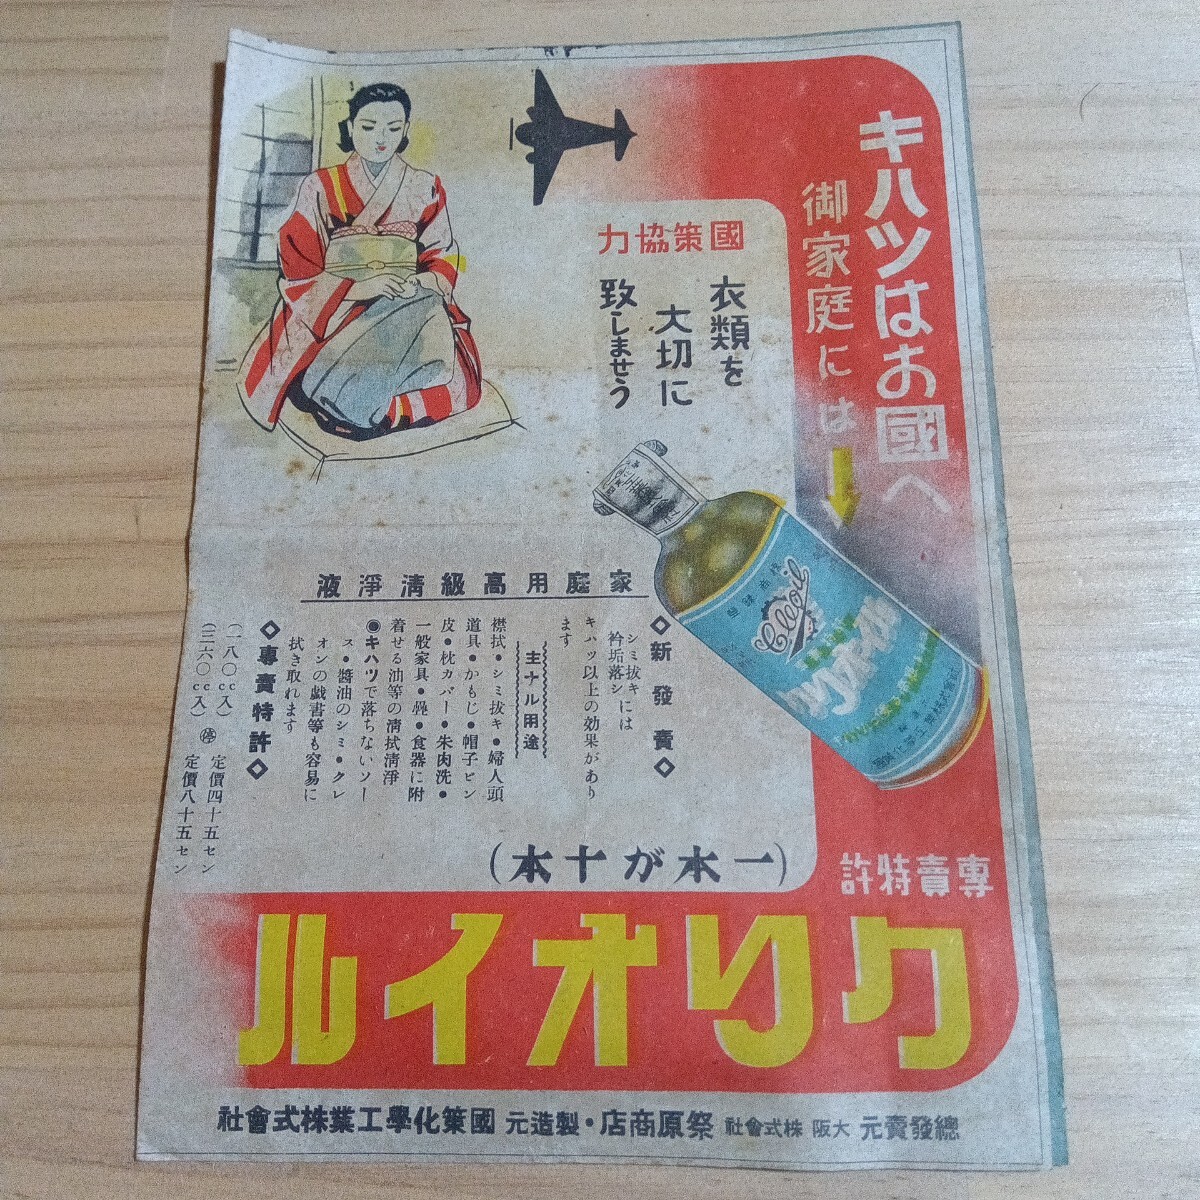 キハツはお國へ
御家庭には
國策協力
衣類を
大切に
致しませう
Cleoil
家庭用高級清淨液
◇新發賣◇
シミ抜キには
衿垢落シ
キハツ以上の効果があり
ます
主ナル用途
襟拭・シミ抜キ・婦人頭
道具・かもじ・帽子ビン
皮・枕カバー・朱肉洗・
一般家具・疊・食器に附
着せる油等の清拭清淨
◉キハツで落ちないソー
ス・醬油のシミ・クレ
オンの戯書等も容易に
拭き取れます
◇專賣特許◇
(一八〇cc入) 定價四十五セン
(三六〇cc入) ㊡ 定價八十五セン
(一本が十本)
專賣特許
クリオイル
總發賣元 大阪 株式會社 祭原商店・製造元 國策化學工業株式會社